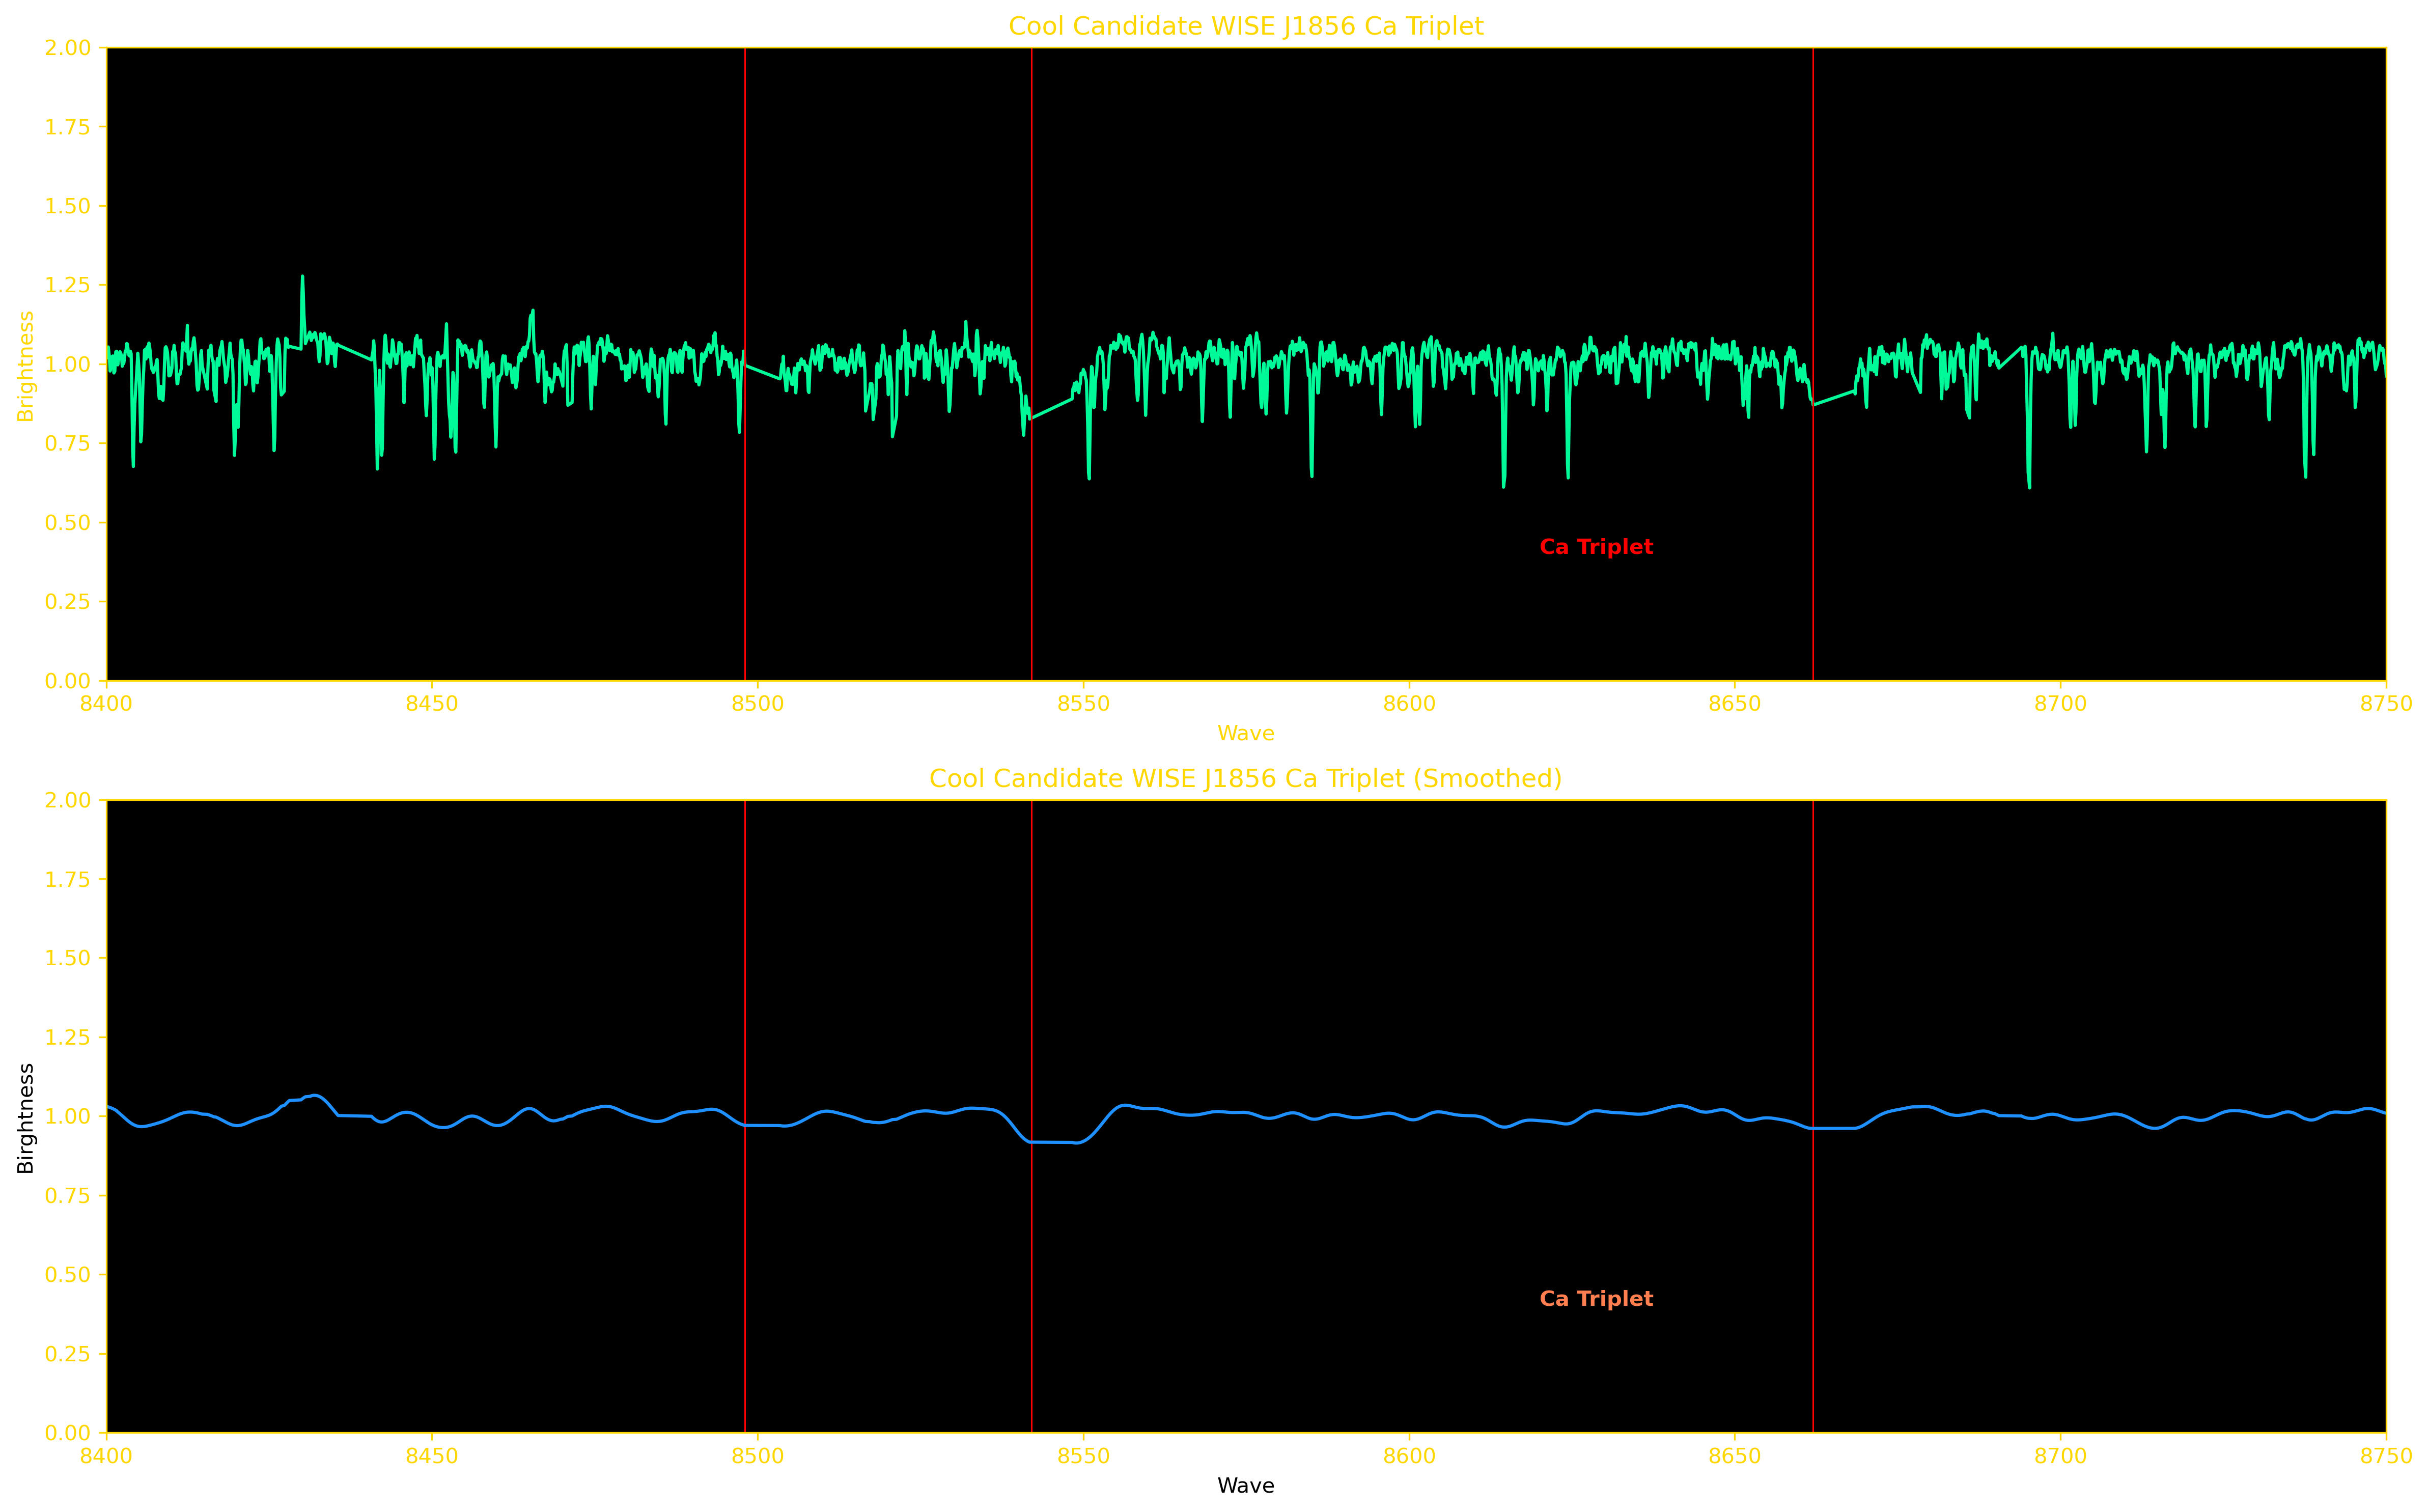 Cool Candidate WISE J1856 Ca Triplet
2.00
1.75
1.50
1.25
1.00
0.75
0.50
0.25
0.00
Brightness
Ca Triplet
8400 8450 8500 8550 8600 8650 8700 8750
Wave
Cool Candidate WISE J1856 Ca Triplet (Smoothed)
2.00
1.75
1.50
1.25
1.00
0.75
0.50
0.25
0.00
Birghtness
Ca Triplet
8400 8450 8500 8550 8600 8650 8700 8750
Wave